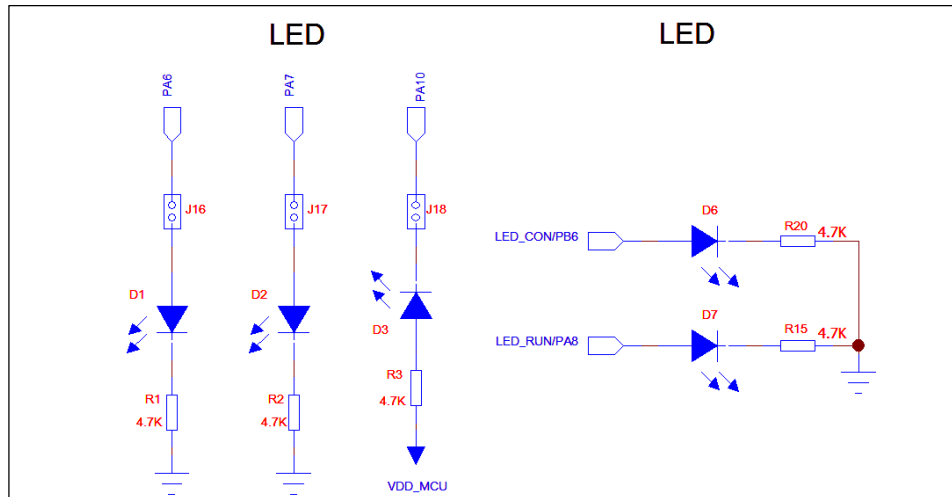 LED
LED
PA6
PA7
PA10
J16
J17
J18
D1
D2
D3
R1
4.7K
R2
4.7K
R3
4.7K
VDD_MCU
LED_CON/PB6
D6
R20
4.7K
LED_RUN/PA8
D7
R15
4.7K